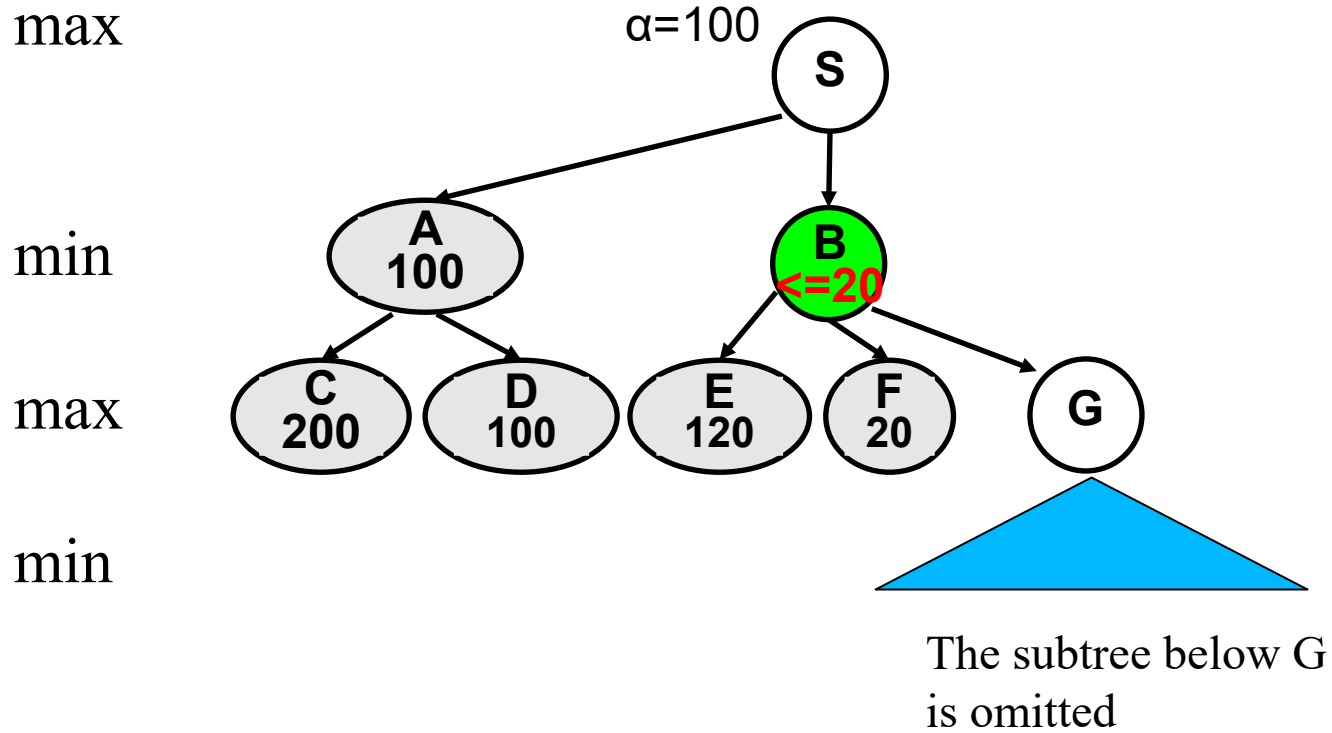 max
α=100
S
min
A
100
B
<=20
max
C
200
D
100
E
120
F
20
G
min
The subtree below G
is omitted